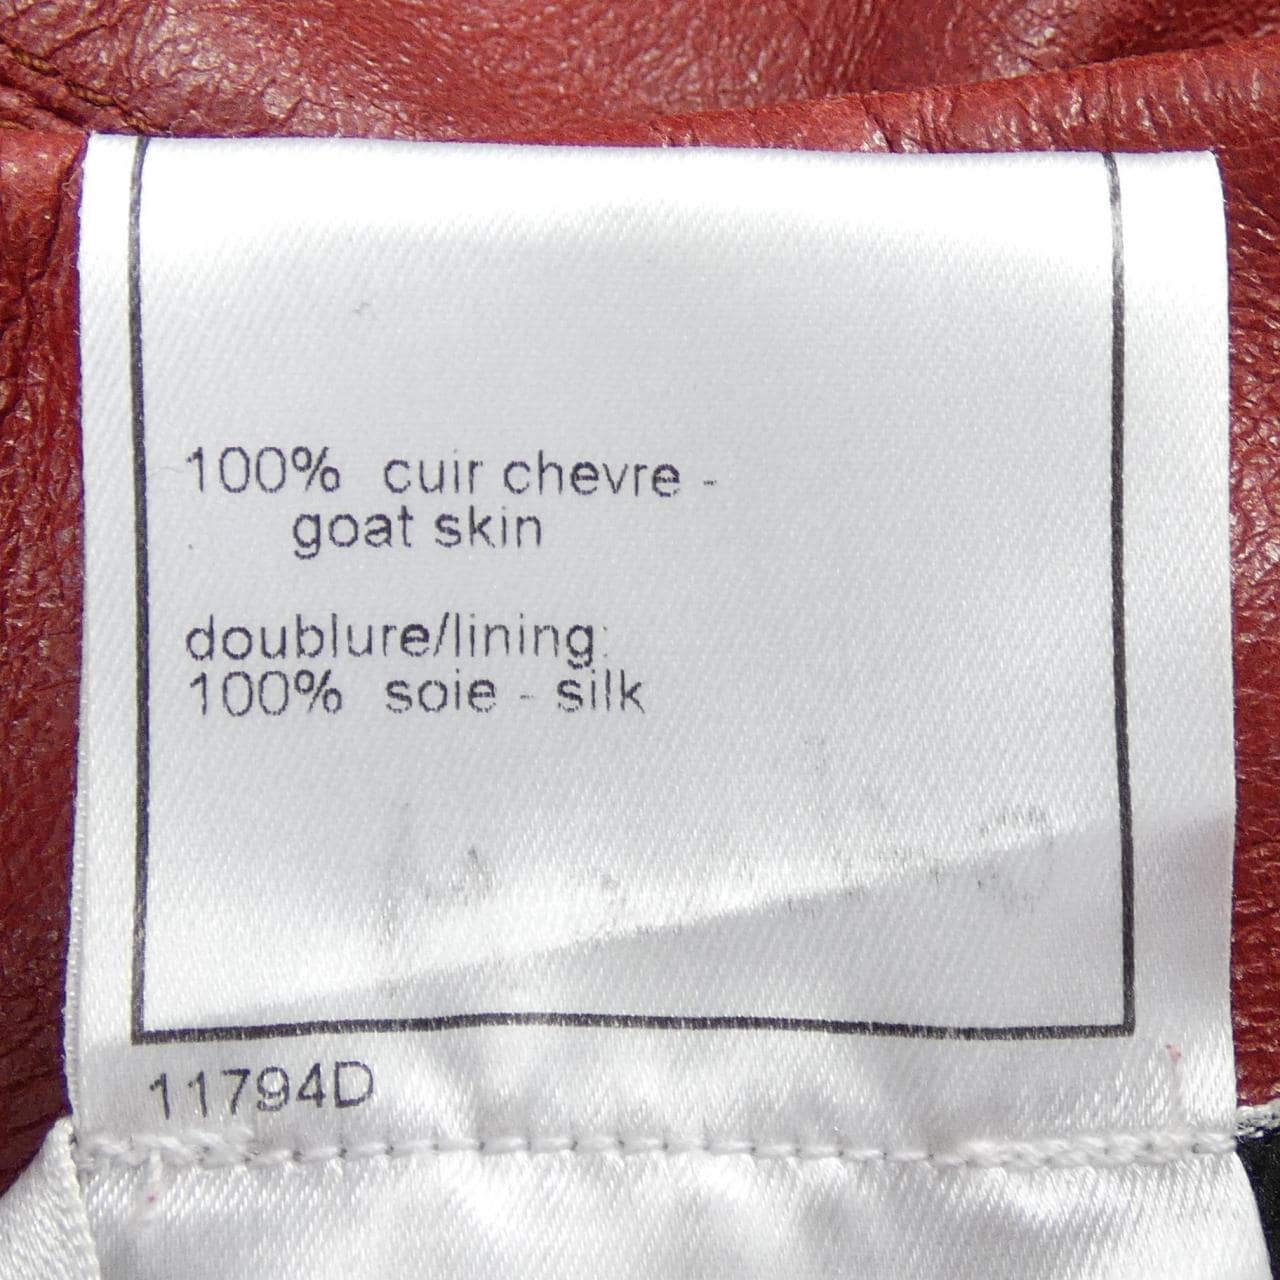 100% cuir chevre -
goat skin
doublure/lining:
100% soie - silk
11794D